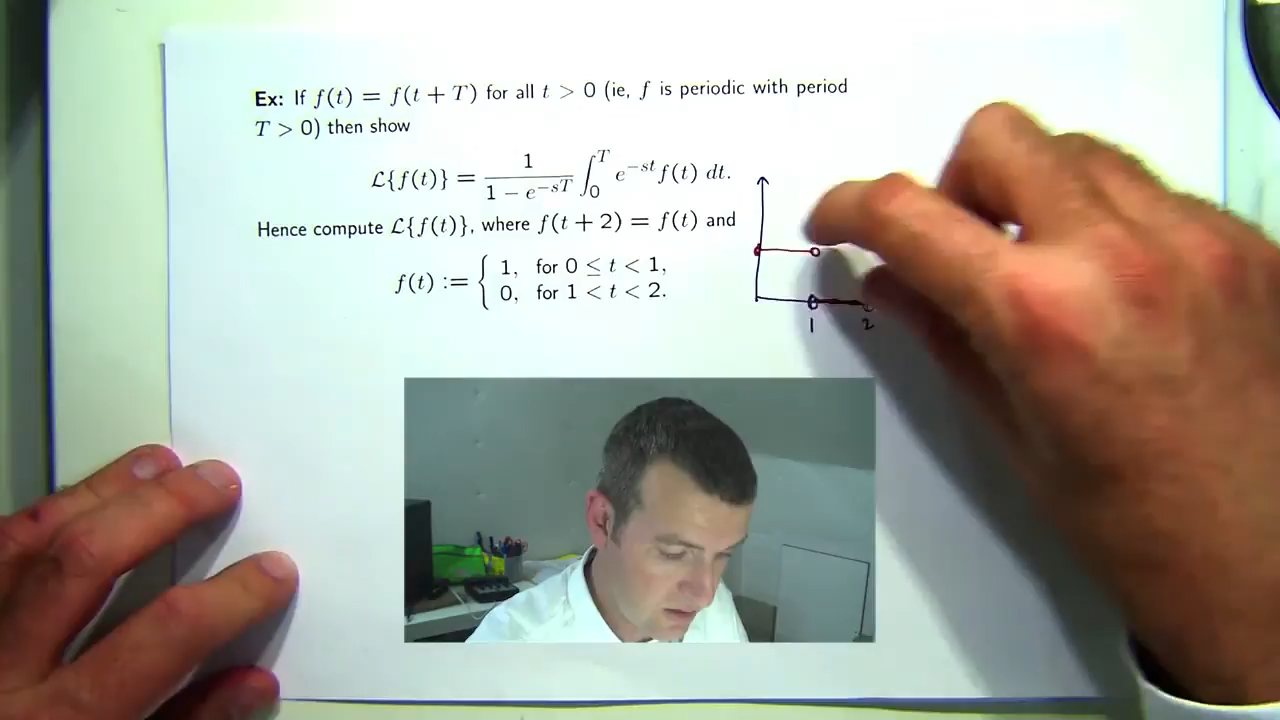 Ex: If f(t) = f(t + T) for all t > 0 (ie, f is periodic with period
T > 0) then show
ℒ{f(t)} = \frac{1}{1 − e^{−sT}} ∫_0^T e^{−st} f(t) dt.
Hence compute ℒ{f(t)}, where f(t + 2) = f(t) and
f(t) := { 1, for 0 ≤ t < 1,
0, for 1 < t < 2.
1 2